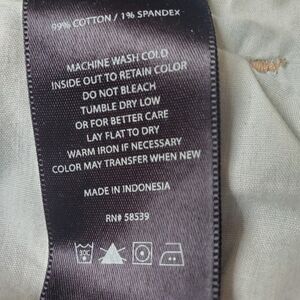 99% COTTON / 1% SPANDEX
MACHINE WASH COLD
INSIDE OUT TO RETAIN COLOR
DO NOT BLEACH
TUMBLE DRY LOW
OR FOR BETTER CARE
LAY FLAT TO DRY
WARM IRON IF NECESSARY
COLOR MAY TRANSFER WHEN NEW
MADE IN INDONESIA
RN# 58539